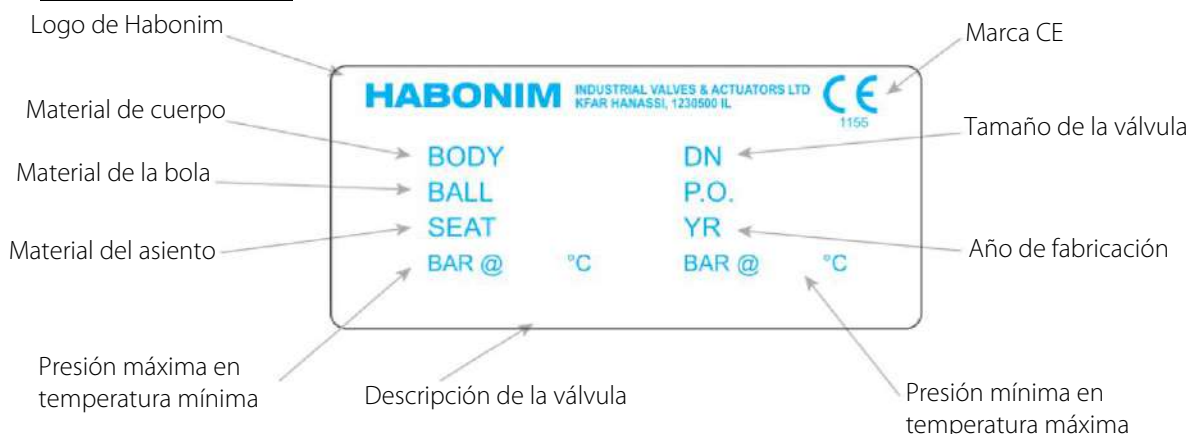 Logo de Habonim
Marca CE
HABONIM INDUSTRIAL VALVES & ACTUATORS LTD
KFAR HANASSI, 1230500 IL
CE
1155
Material de cuerpo
Tamaño de la válvula
BODY DN
Material de la bola
BALL P.O.
SEAT YR
Material del asiento
Año de fabricación
BAR @ °C BAR @ °C
Presión máxima en
temperatura mínima
Descripción de la válvula
Presión mínima en
temperatura máxima